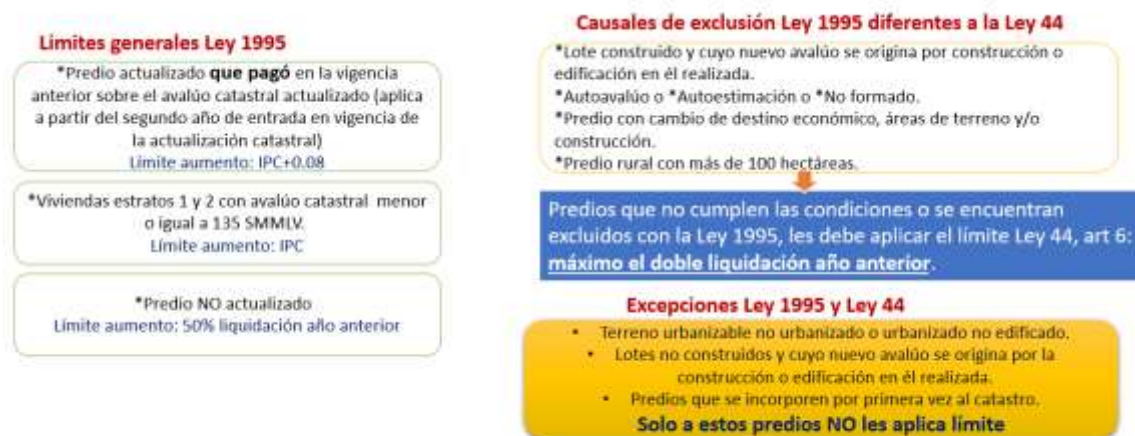 Limites generales Ley 1995
*Predio actualizado que pagó en la vigencia
anterior sobre el avalúo catastral actualizado (aplica
a partir del segundo año de entrada en vigencia de
la actualización catastral)
Límite aumento: IPC+0.08
*Viviendas estratos 1 y 2 con avalúo catastral menor
o igual a 135 SMMLV.
Límite aumento: IPC
*Predio NO actualizado
Límite aumento: 50% liquidación año anterior
Causales de exclusión Ley 1995 diferentes a la Ley 44
*Lote construido y cuyo nuevo avalúo se origina por construcción o
edificación en él realizada.
*Autoavalúo o *Autoestimación o *No formado.
*Predio con cambio de destino económico, áreas de terreno y/o
construcción.
*Predio rural con más de 100 hectáreas.
Predios que no cumplen las condiciones o se encuentran
excluidos con la Ley 1995, les debe aplicar el límite Ley 44, art 6:
máximo el doble liquidación año anterior.
Excepciones Ley 1995 y Ley 44
• Terreno urbanizable no urbanizado o urbanizado no edificado.
• Lotes no construidos y cuyo nuevo avalúo se origina por la
construcción o edificación en él realizada.
• Predios que se incorporen por primera vez al catastro.
Solo a estos predios NO les aplica límite